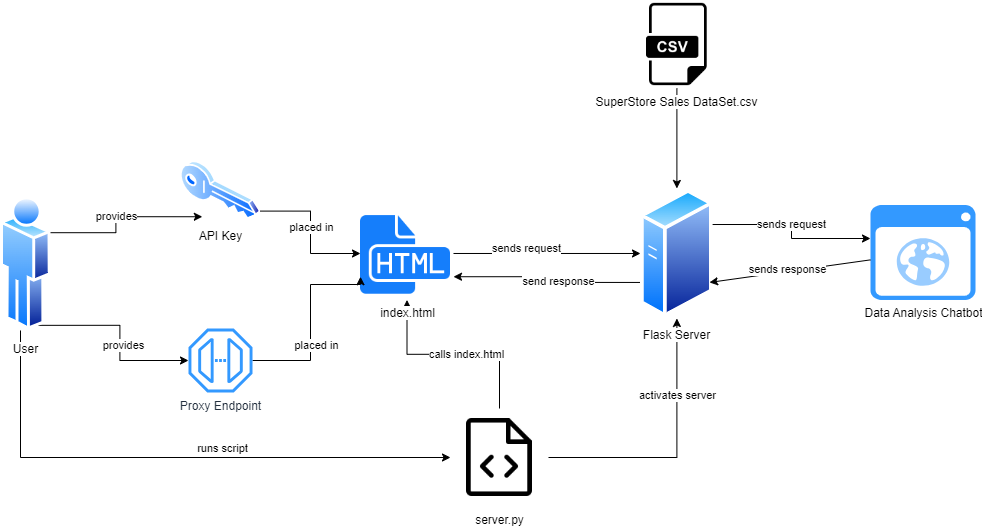 CSV
SuperStore Sales DataSet.csv
provides
API Key
placed in
HTML
index.html
sends request
send response
Flask Server
sends request
sends response
Data Analysis Chatbot
User
provides
Proxy Endpoint
placed in
calls index.html
activates server
runs script
server.py